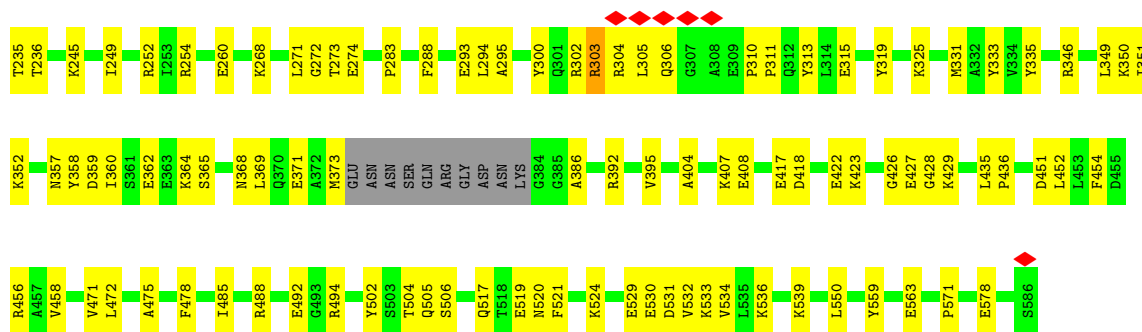 T235 T236 K245 I249 R252 I253 R254 E260 K268 L271 G272 T273 E274 P283 F288 E293 L294 A295 Y300 Q301 R302 R303 R304 L305 Q306 G307 A308 E309 P310 P311 Q312 Y313 L314 E315 Y319 K325 M331 A332 Y333 V334 Y335 R346 L349 K350 I351
K352 N357 Y358 D359 I360 S361 E362 E363 K364 S365 N368 L369 Q370 E371 A372 M373 GLU ASN ASN SER GLN ARG GLY ASP ASN LYS G384 G385 A386 R392 V395 A404 K407 E408 E417 D418 E422 K423 G426 E427 G428 K429 L435 P436 D451 L452 L453 F454 D455
R456 A457 V458 V471 L472 A475 F478 I485 R488 E492 G493 R494 Y502 S503 T504 Q505 S506 Q517 T518 E519 N520 F521 K524 E529 E530 D531 V532 K533 V534 L535 K536 K539 L550 Y559 E563 P571 E578 S586